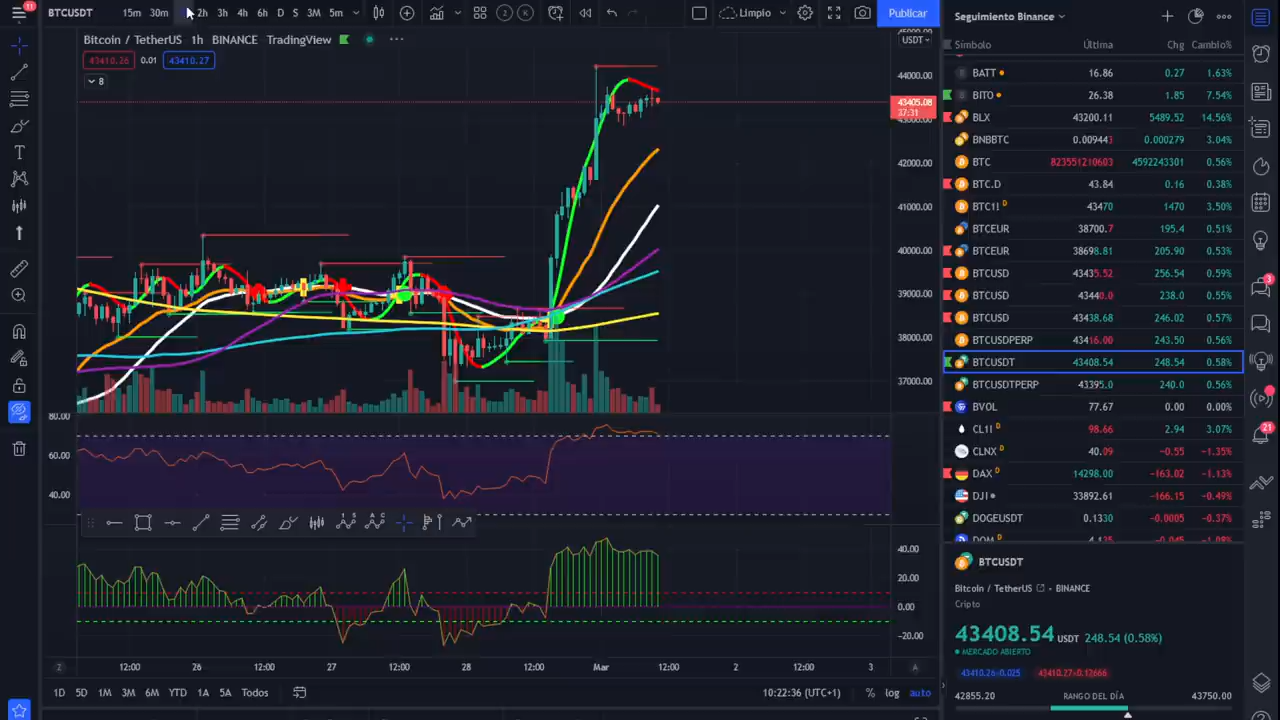 11
BTCUSDT 15m 30m 2h 3h 4h 6h D S 3M 5m 2 K Limplo Publicar
Bitcoin / TetherUS 1h BINANCE TradingView
43410.26 0.01 43410.27
8
USDT
44000.00
43405.08
37:31
42000.00
41000.00
40000.00
39000.00
38000.00
37000.00
80.00
60.00
40.00
40.00
20.00
0.00
-20.00
12:00 26 12:00 27 12:00 28 12:00 Mar 12:00 2 12:00 3
1D 5D 1M 3M 6M YTD 1A 5A Todos 10:22:36 (UTC+1) % log auto
Seguimiento Binance
Símbolo Última Chg Cambio%
BATT 16.86 0.27 1.63%
BITO 26.38 1.85 7.54%
BLX 43200.11 5489.52 14.56%
BNBBTC 0.009443 0.000279 3.04%
BTC 823551210603 4592243301 0.56%
BTC.D 43.84 0.16 0.38%
BTC1! D 43470 1470 3.50%
BTCEUR 38700.7 195.4 0.51%
BTCEUR 38698.81 205.90 0.53%
BTCUSD 43435.52 256.54 0.59%
BTCUSD 43440.0 238.0 0.55%
BTCUSD 43438.68 246.02 0.57%
BTCUSDPERP 43416.00 243.50 0.56%
BTCUSDT 43408.54 248.54 0.58%
BTCUSDTPERP 43395.0 240.0 0.56%
BVOL 77.67 0.00 0.00%
CL1! D 98.66 2.94 3.07%
CLNX D 40.09 -0.55 -1.35%
DAX D 14298.00 -163.02 -1.13%
DJI 33892.61 -166.15 -0.49%
DOGEUSDT 0.1330 -0.0005 -0.37%
3
21
BTCUSDT
Bitcoin / TetherUS BINANCE
Cripto
43408.54 USDT 248.54 (0.58%)
MERCADO ABIERTO
43410.26×0.025 43410.27×0.12666
42855.20 RANGO DEL DÍA 43750.00